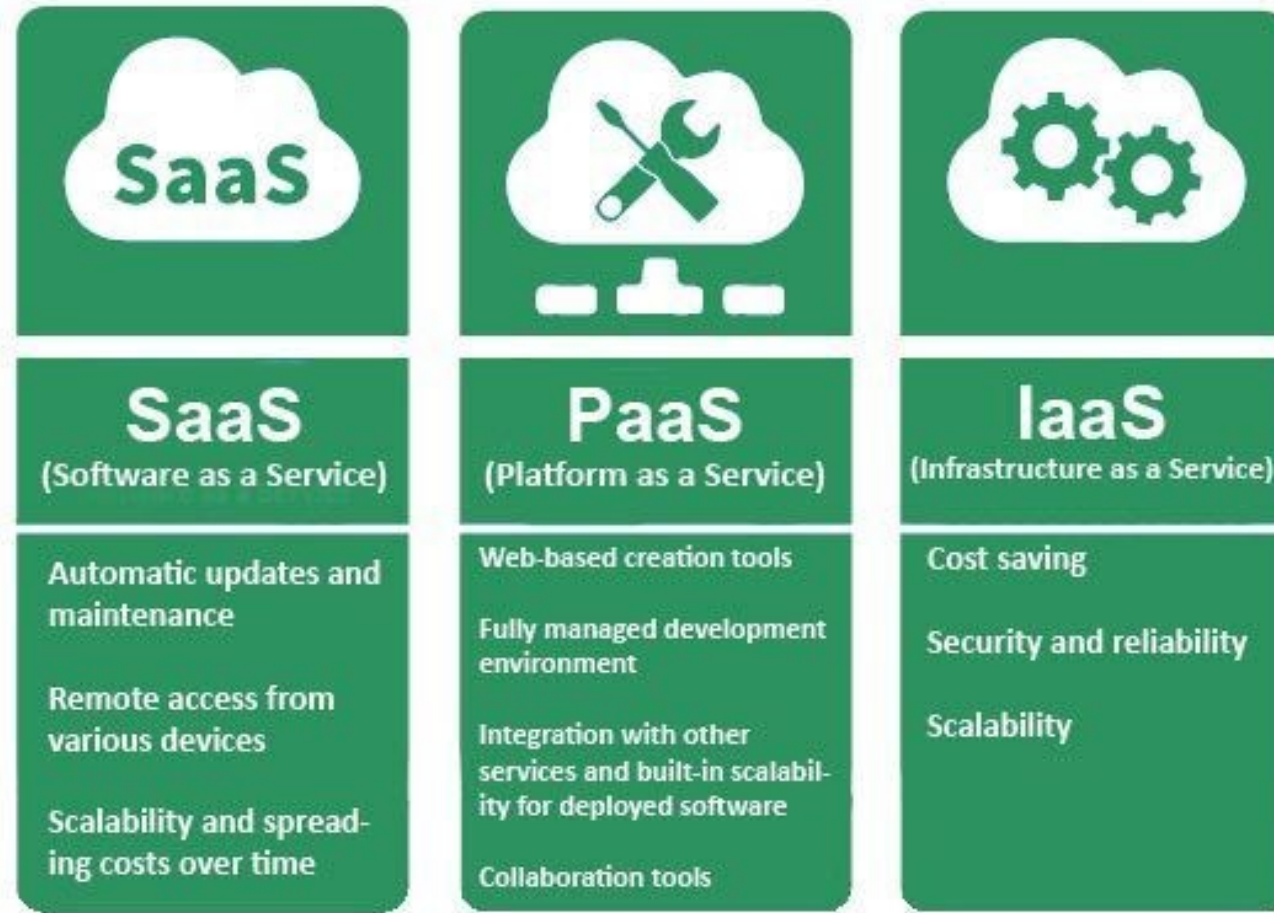 SaaS
SaaS
(Software as a Service)
Automatic updates and
maintenance
Remote access from
various devices
Scalability and spread-
ing costs over time
PaaS
(Platform as a Service)
Web-based creation tools
Fully managed development
environment
Integration with other
services and built-in scalabil-
ity for deployed software
Collaboration tools
IaaS
(Infrastructure as a Service)
Cost saving
Security and reliability
Scalability